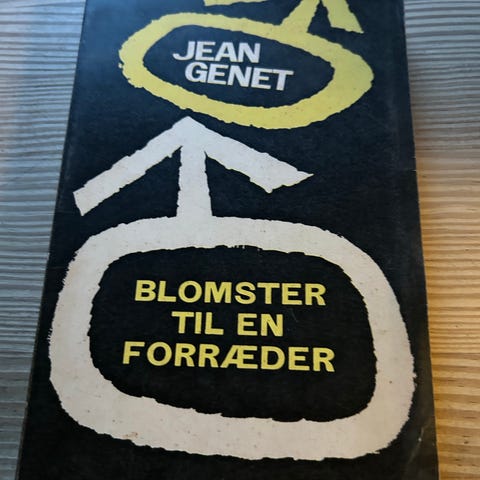 JEAN
GENET
BLOMSTER
TIL EN
FORRÆDER